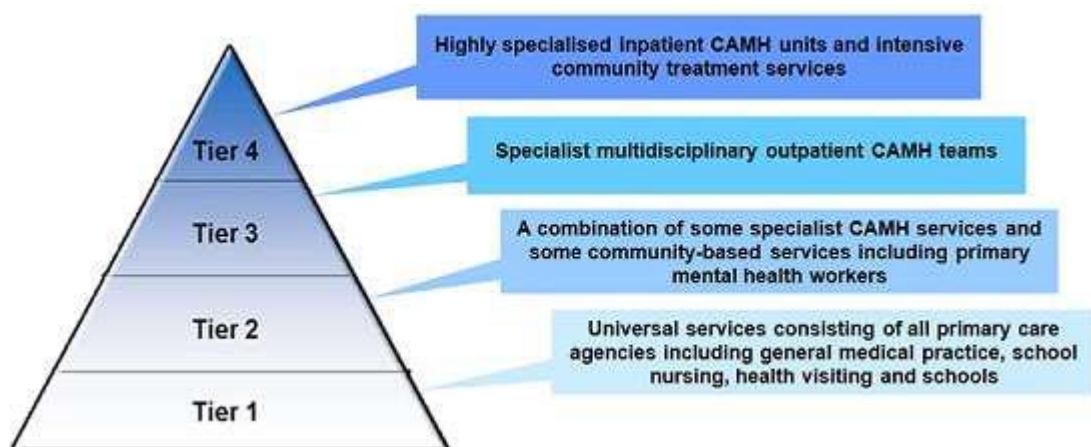 Highly specialised inpatient CAMH units and intensive
community treatment services
Tier 4
Specialist multidisciplinary outpatient CAMH teams
Tier 3
A combination of some specialist CAMH services and
some community-based services including primary
mental health workers
Tier 2
Universal services consisting of all primary care
agencies including general medical practice, school
nursing, health visiting and schools
Tier 1